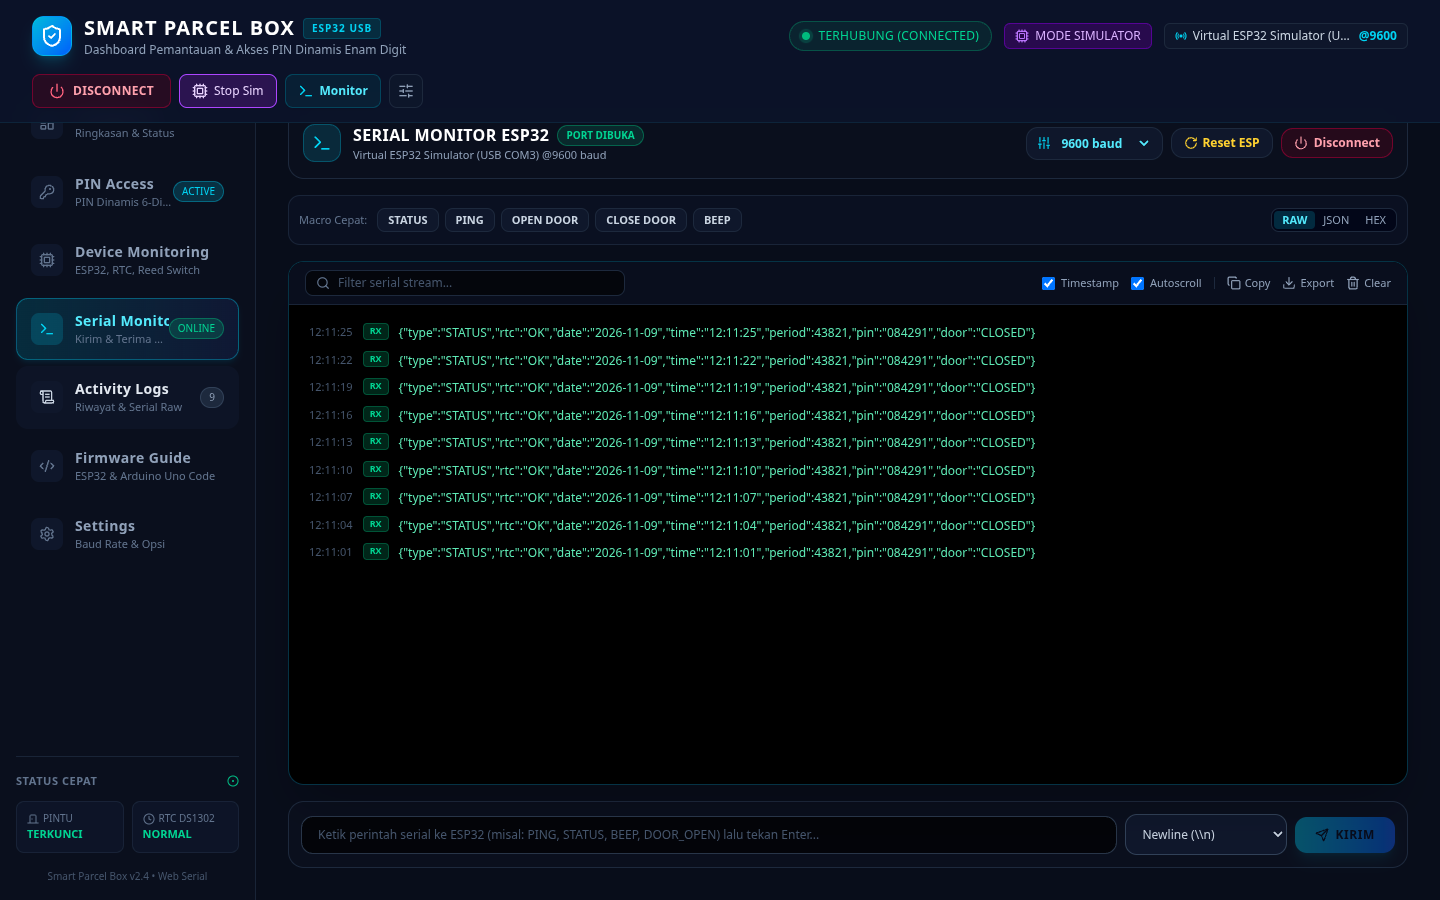 SMART PARCEL BOX ESP32 USB
Dashboard Pemantauan & Akses PIN Dinamis Enam Digit
TERHUBUNG (CONNECTED)
MODE SIMULATOR
Virtual ESP32 Simulator (U... @9600
DISCONNECT
Stop Sim
Monitor
Ringkasan & Status
PIN Access
PIN Dinamis 6-Di...
ACTIVE
Device Monitoring
ESP32, RTC, Reed Switch
Serial Monitc
Kirim & Terima ...
ONLINE
Activity Logs
Riwayat & Serial Raw
9
Firmware Guide
ESP32 & Arduino Uno Code
Settings
Baud Rate & Opsi
STATUS CEPAT
PINTU
TERKUNCI
RTC DS1302
NORMAL
Smart Parcel Box v2.4 • Web Serial
SERIAL MONITOR ESP32 PORT DIBUKA
Virtual ESP32 Simulator (USB COM3) @9600 baud
9600 baud
Reset ESP
Disconnect
Macro Cepat: STATUS PING OPEN DOOR CLOSE DOOR BEEP
RAW JSON HEX
Filter serial stream...
Timestamp Autoscroll Copy Export Clear
12:11:25 RX {"type":"STATUS","rtc":"OK","date":"2026-11-09","time":"12:11:25","period":43821,"pin":"084291","door":"CLOSED"}
12:11:22 RX {"type":"STATUS","rtc":"OK","date":"2026-11-09","time":"12:11:22","period":43821,"pin":"084291","door":"CLOSED"}
12:11:19 RX {"type":"STATUS","rtc":"OK","date":"2026-11-09","time":"12:11:19","period":43821,"pin":"084291","door":"CLOSED"}
12:11:16 RX {"type":"STATUS","rtc":"OK","date":"2026-11-09","time":"12:11:16","period":43821,"pin":"084291","door":"CLOSED"}
12:11:13 RX {"type":"STATUS","rtc":"OK","date":"2026-11-09","time":"12:11:13","period":43821,"pin":"084291","door":"CLOSED"}
12:11:10 RX {"type":"STATUS","rtc":"OK","date":"2026-11-09","time":"12:11:10","period":43821,"pin":"084291","door":"CLOSED"}
12:11:07 RX {"type":"STATUS","rtc":"OK","date":"2026-11-09","time":"12:11:07","period":43821,"pin":"084291","door":"CLOSED"}
12:11:04 RX {"type":"STATUS","rtc":"OK","date":"2026-11-09","time":"12:11:04","period":43821,"pin":"084291","door":"CLOSED"}
12:11:01 RX {"type":"STATUS","rtc":"OK","date":"2026-11-09","time":"12:11:01","period":43821,"pin":"084291","door":"CLOSED"}
Ketik perintah serial ke ESP32 (misal: PING, STATUS, BEEP, DOOR_OPEN) lalu tekan Enter...
Newline (\\n)
KIRIM